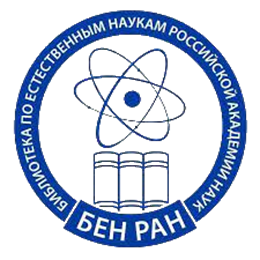 БИБЛИОТЕКА ПО ЕСТЕСТВЕННЫМ НАУКАМ РОССИЙСКОЙ АКАДЕМИИ НАУК
БЕН РАН